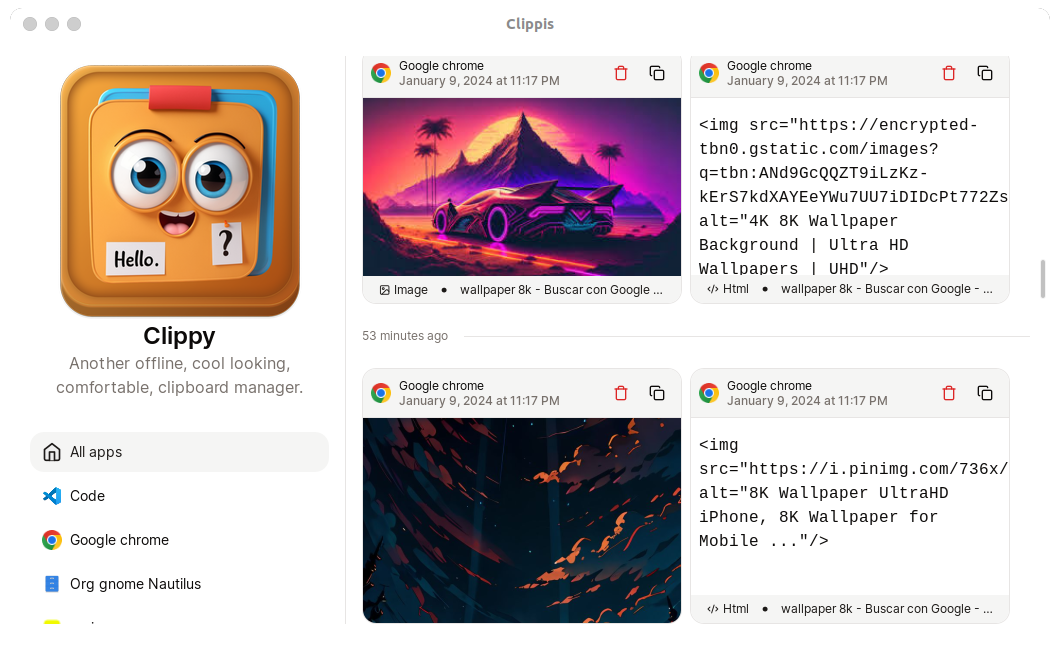 Clippis
Hello.
?
Clippy
Another offline, cool looking,
comfortable, clipboard manager.
All apps
Code
Google chrome
Org gnome Nautilus
Google chrome
January 9, 2024 at 11:17 PM
Image • wallpaper 8k - Buscar con Google ...
Google chrome
January 9, 2024 at 11:17 PM
<img src="https://encrypted-
tbn0.gstatic.com/images?
q=tbn:ANd9GcQQZT9iLzKz-
kErS7kdXAYEeYWu7UU7iDIDcPt772Zs
alt="4K 8K Wallpaper
Background | Ultra HD
Wallpapers | UHD"/>
Html • wallpaper 8k - Buscar con Google - ...
53 minutes ago
Google chrome
January 9, 2024 at 11:17 PM
Google chrome
January 9, 2024 at 11:17 PM
<img
src="https://i.pinimg.com/736x/
alt="8K Wallpaper UltraHD
iPhone, 8K Wallpaper for
Mobile ..."/>
Html • wallpaper 8k - Buscar con Google - ...